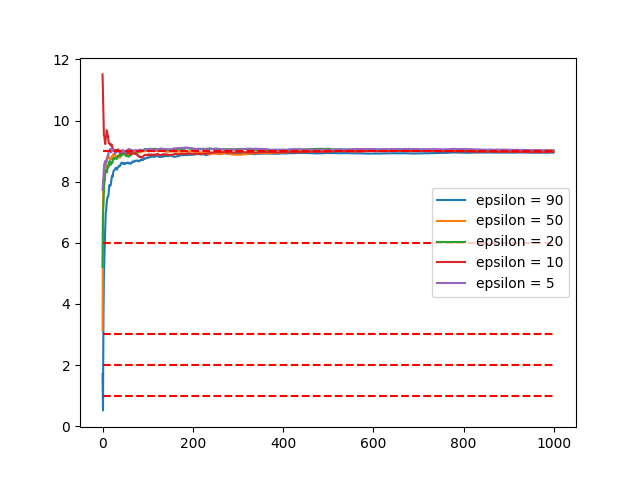 12
10
8
6
4
2
0
epsilon = 90
epsilon = 50
epsilon = 20
epsilon = 10
epsilon = 5
0
200
400
600
800
1000